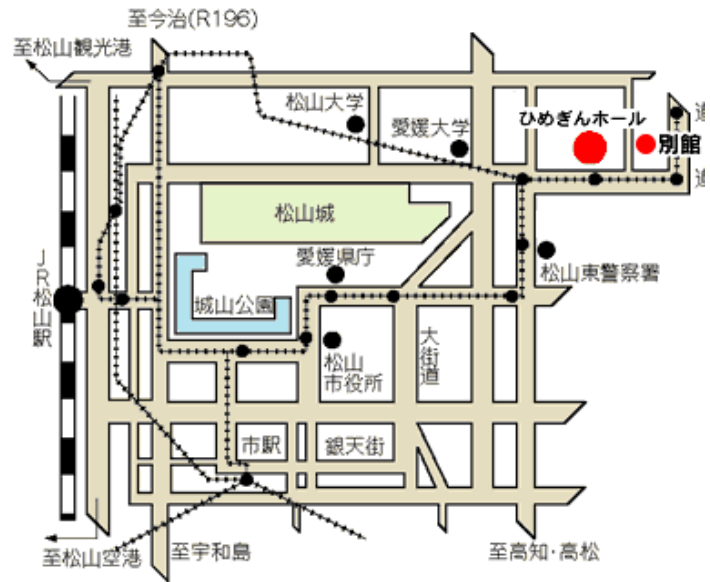 至今治(R196)
至松山観光港
松山大学
愛媛大学
ひめぎんホール
別館
道
道
松山城
愛媛県庁
松山東警察署
JR松山駅
城山公園
松山
市役所
大街道
市駅
銀天街
至松山空港
至宇和島
至高知・高松